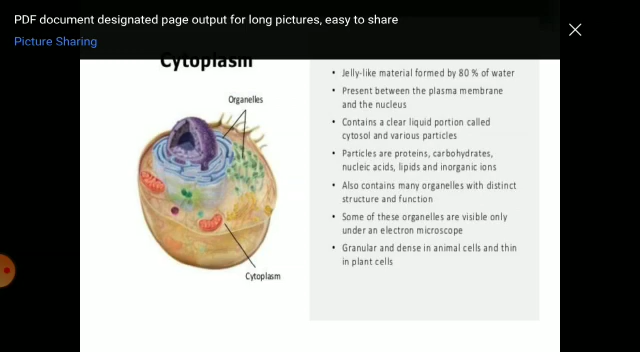 PDF document designated page output for long pictures, easy to share
Picture Sharing
Cytoplasm
Organelles
Cytoplasm
• Jelly-like material formed by 80 % of water
• Present between the plasma membrane
and the nucleus
• Contains a clear liquid portion called
cytosol and various particles
• Particles are proteins, carbohydrates,
nucleic acids, lipids and inorganic ions
• Also contains many organelles with distinct
structure and function
• Some of these organelles are visible only
under an electron microscope
• Granular and dense in animal cells and thin
in plant cells